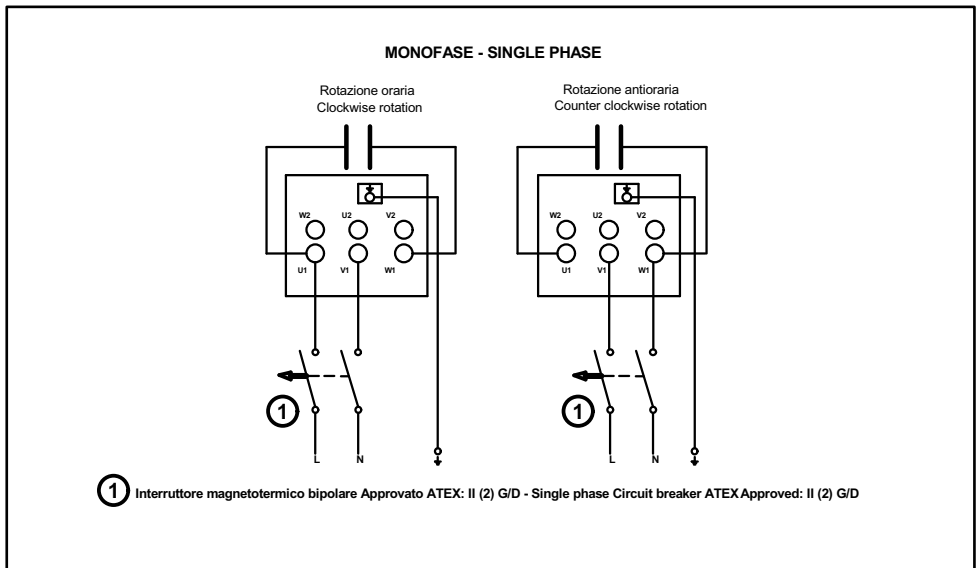 MONOFASE - SINGLE PHASE
Rotazione oraria
Clockwise rotation
Rotazione antioraria
Counter clockwise rotation
W2 U2 V2
U1 V1 W1
W2 U2 V2
U1 V1 W1
1
1
L N
L N
1 Interruttore magnetotermico bipolare Approvato ATEX: II (2) G/D - Single phase Circuit breaker ATEX Approved: II (2) G/D